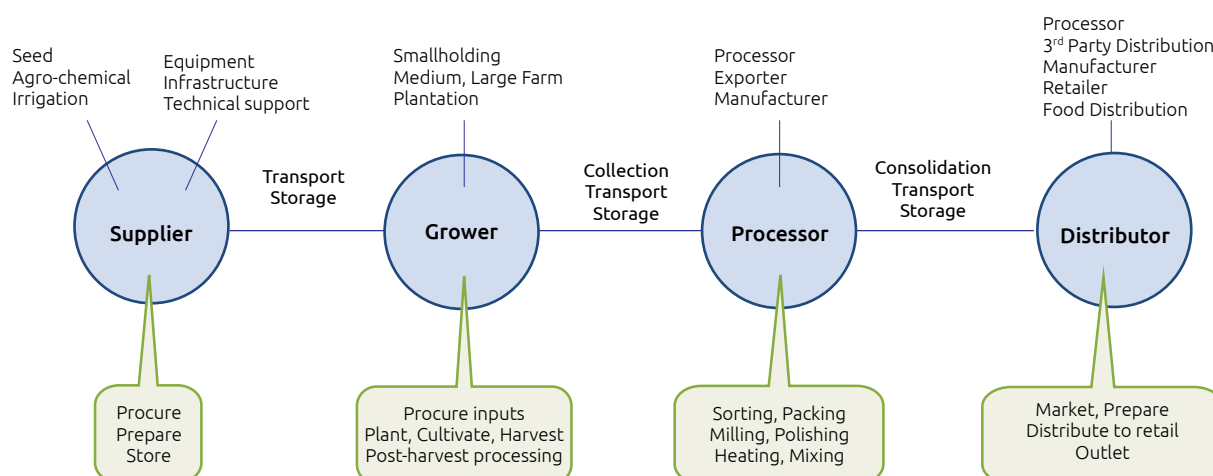 Seed
Agro-chemical
Irrigation
Equipment
Infrastructure
Technical support
Smallholding
Medium, Large Farm
Plantation
Processor
Exporter
Manufacturer
Processor
3rd Party Distribution
Manufacturer
Retailer
Food Distribution
Supplier
Transport
Storage
Grower
Collection
Transport
Storage
Processor
Consolidation
Transport
Storage
Distributor
Procure
Prepare
Store
Procure inputs
Plant, Cultivate, Harvest
Post-harvest processing
Sorting, Packing
Milling, Polishing
Heating, Mixing
Market, Prepare
Distribute to retail
Outlet